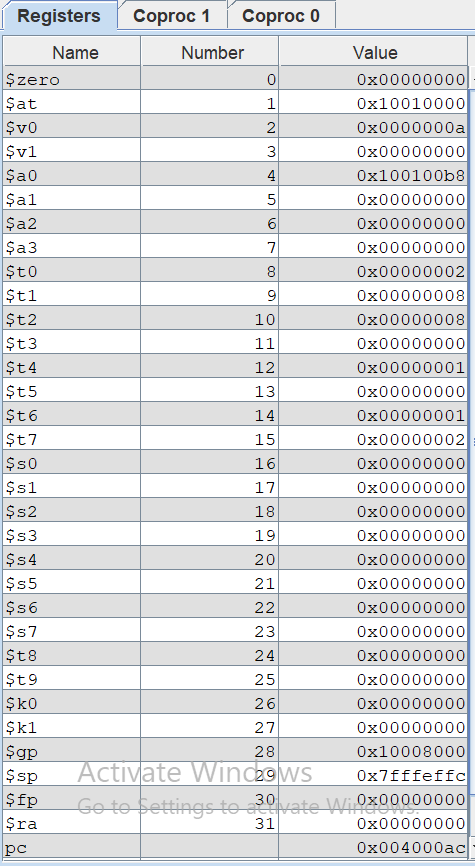 Registers Coproc 1 Coproc 0
Name Number Value
$zero 0 0x00000000
$at 1 0x10010000
$v0 2 0x0000000a
$v1 3 0x00000000
$a0 4 0x100100b8
$a1 5 0x00000000
$a2 6 0x00000000
$a3 7 0x00000000
$t0 8 0x00000002
$t1 9 0x00000008
$t2 10 0x00000008
$t3 11 0x00000000
$t4 12 0x00000001
$t5 13 0x00000000
$t6 14 0x00000001
$t7 15 0x00000002
$s0 16 0x00000000
$s1 17 0x00000000
$s2 18 0x00000000
$s3 19 0x00000000
$s4 20 0x00000000
$s5 21 0x00000000
$s6 22 0x00000000
$s7 23 0x00000000
$t8 24 0x00000000
$t9 25 0x00000000
$k0 26 0x00000000
$k1 27 0x00000000
$gp 28 0x10008000
Activate Windows
$sp 29 0x7fffeffc
$fp 30 0x00000000
Go to Settings to activate Windows.
$ra 31 0x00000000
pc 0x004000ac